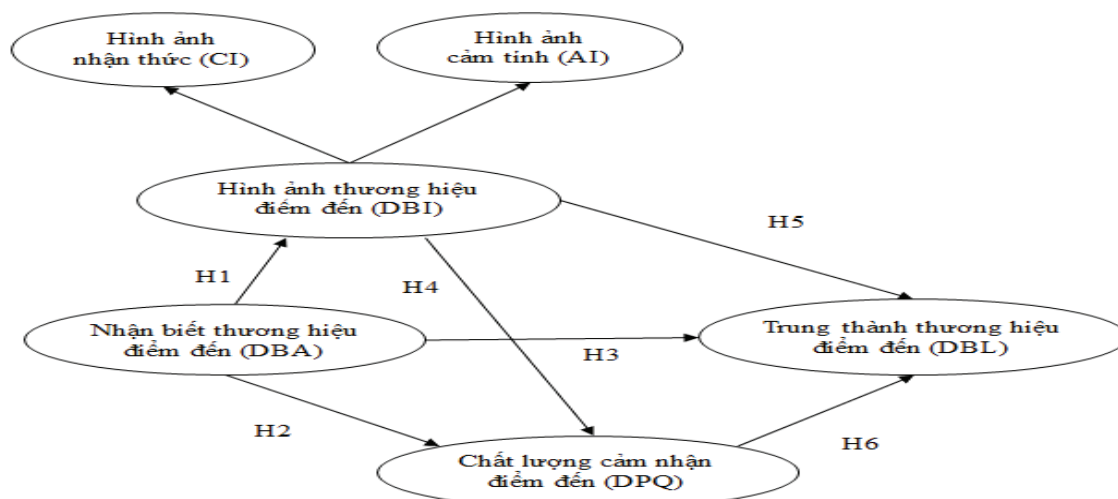 Hình ảnh
nhận thức (CI)
Hình ảnh
cảm tính (AI)
Hình ảnh thương hiệu
điểm đến (DBI)
H5
H1
H4
Nhận biết thương hiệu
điểm đến (DBA)
Trung thành thương hiệu
điểm đến (DBL)
H3
H2
H6
Chất lượng cảm nhận
điểm đến (DPQ)